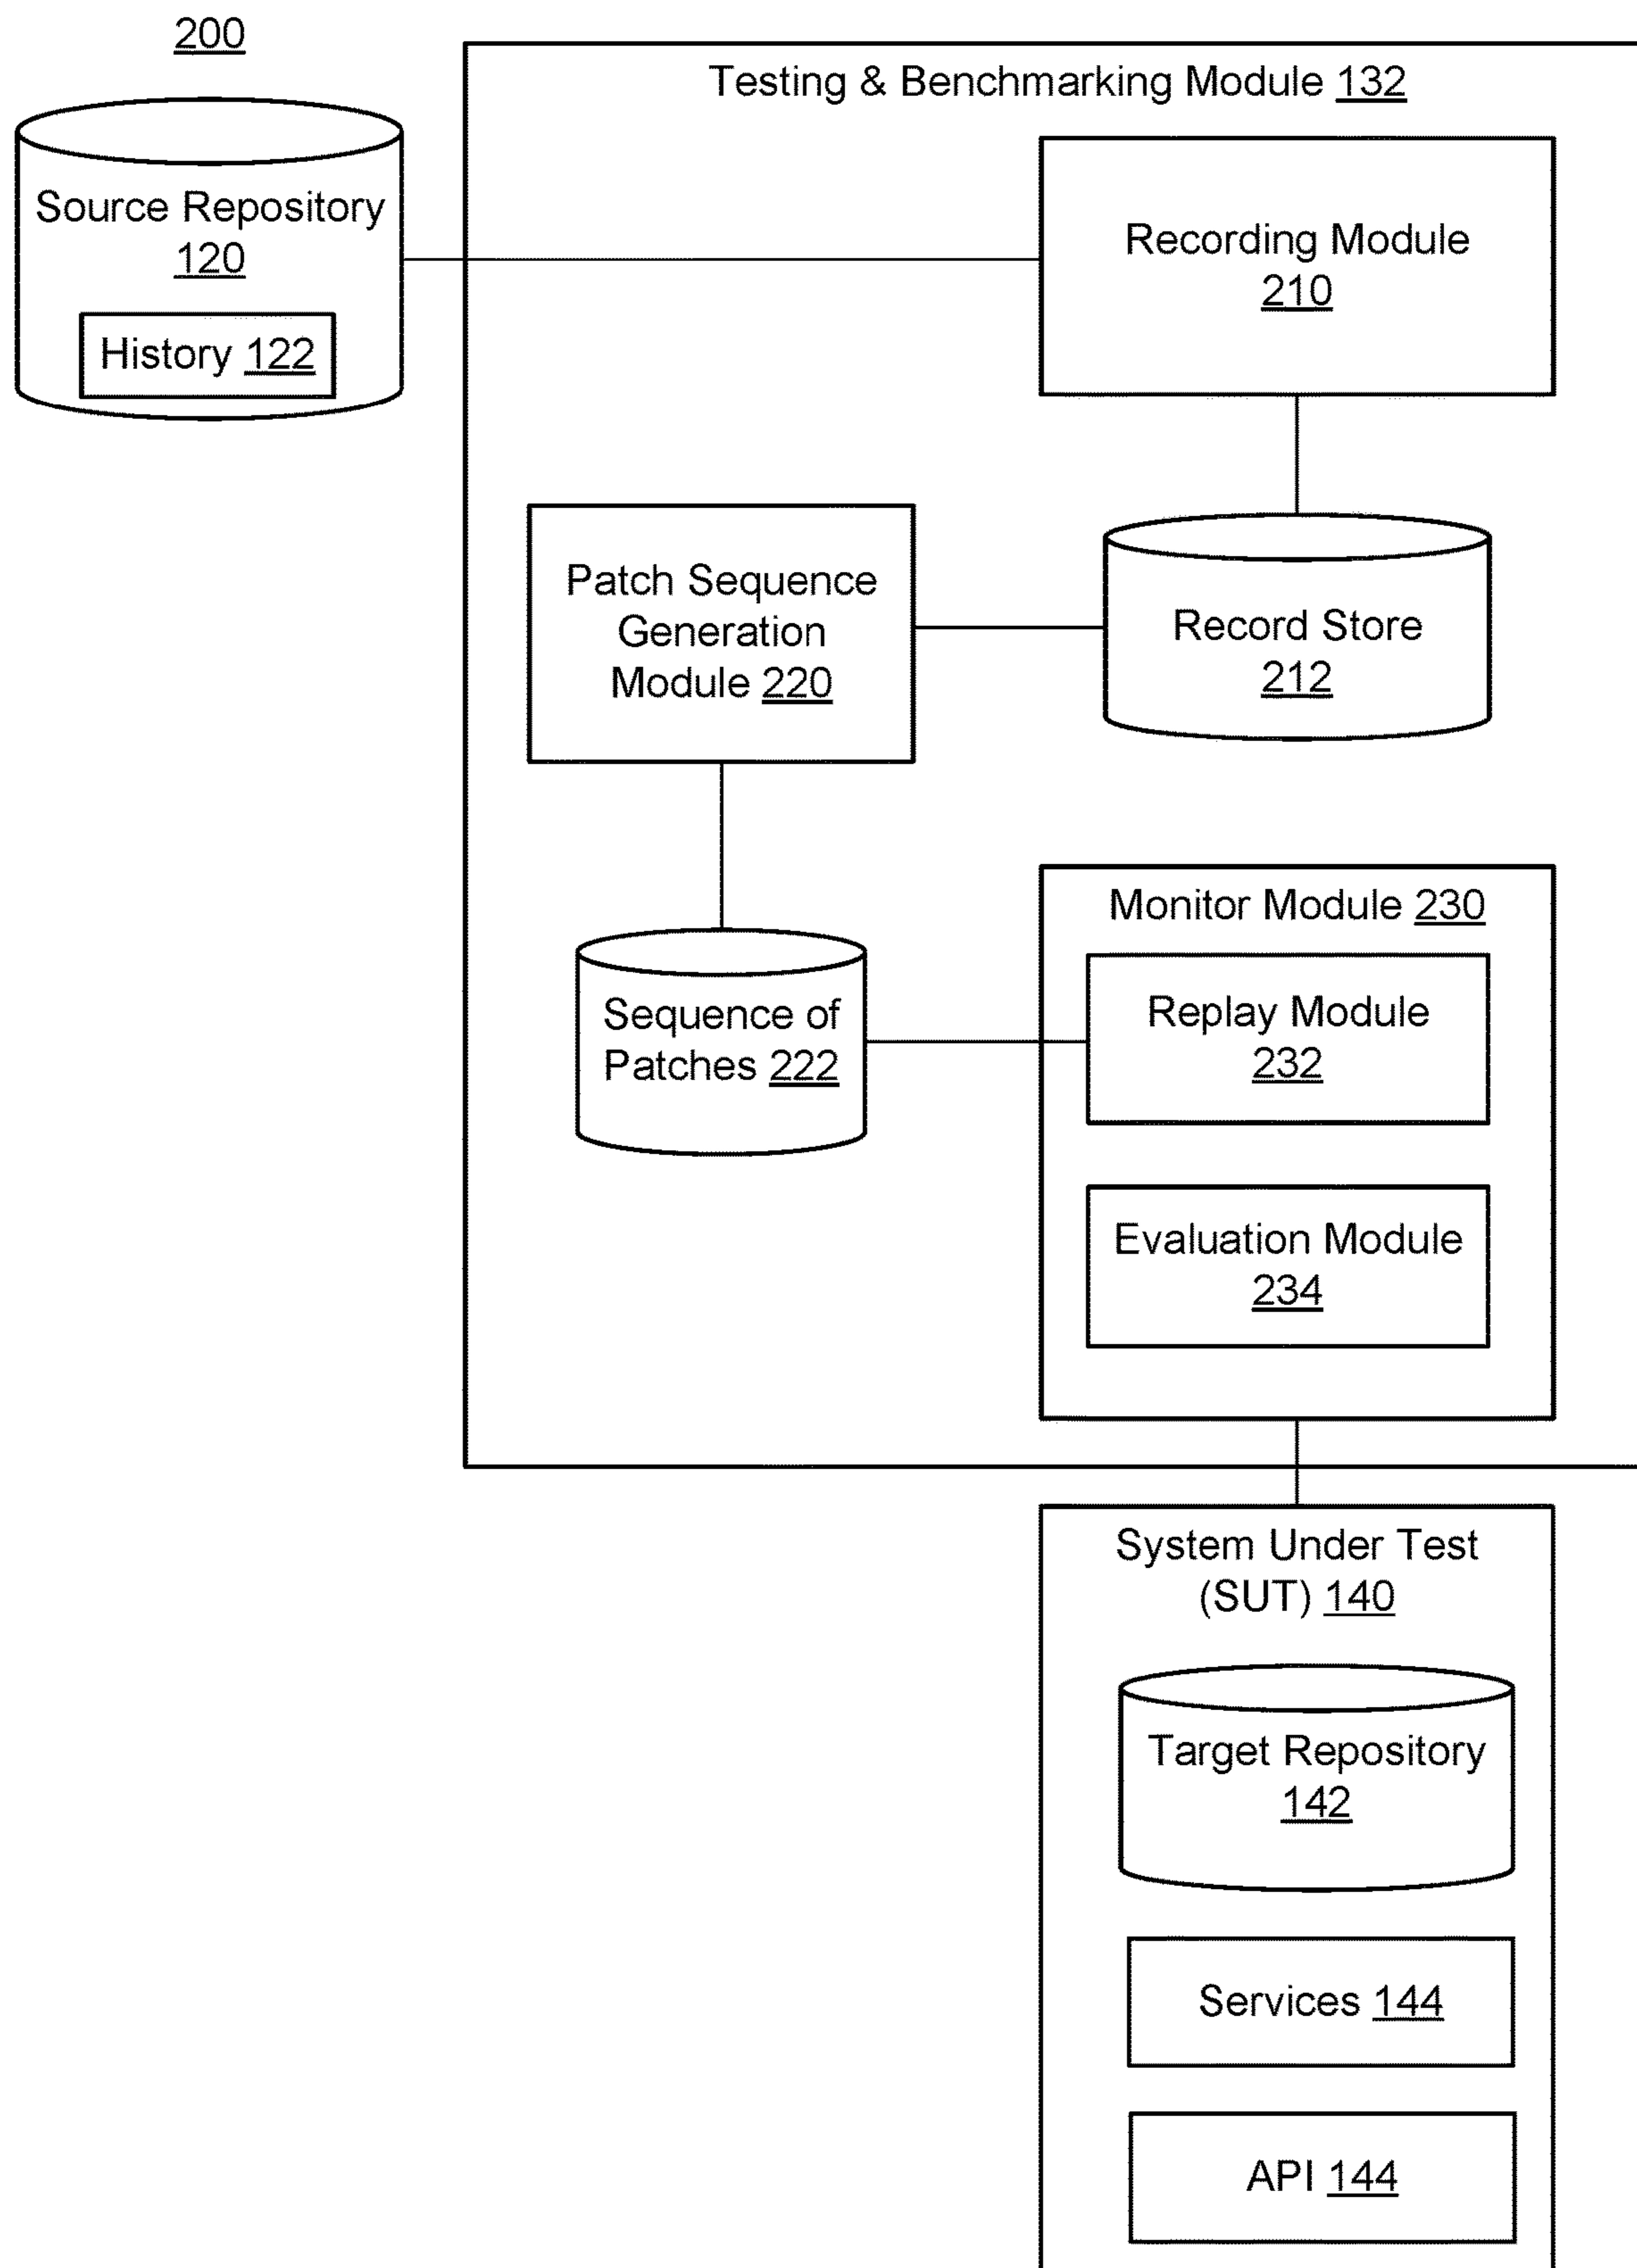 200
Testing & Benchmarking Module 132
Source Repository
120
History 122
Recording Module
210
Patch Sequence
Generation
Module 220
Record Store
212
Sequence of
Patches 222
Monitor Module 230
Replay Module
232
Evaluation Module
234
System Under Test
(SUT) 140
Target Repository
142
Services 144
API 144